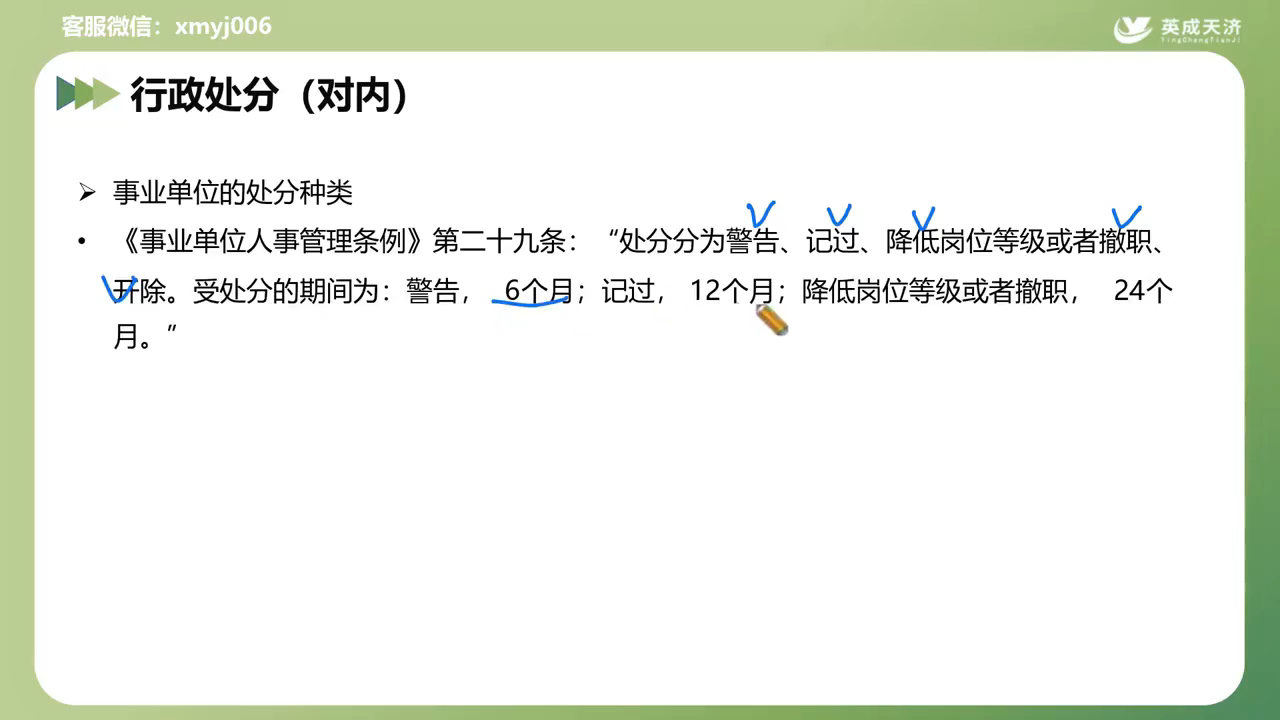 客服微信：xmyj006
英成天济
YingChengTianJi
行政处分（对内）
事业单位的处分种类
《事业单位人事管理条例》第二十九条：“处分分为警告、记过、降低岗位等级或者撤职、
开除。受处分的期间为：警告， 6个月；记过， 12个月；降低岗位等级或者撤职， 24个
月。”